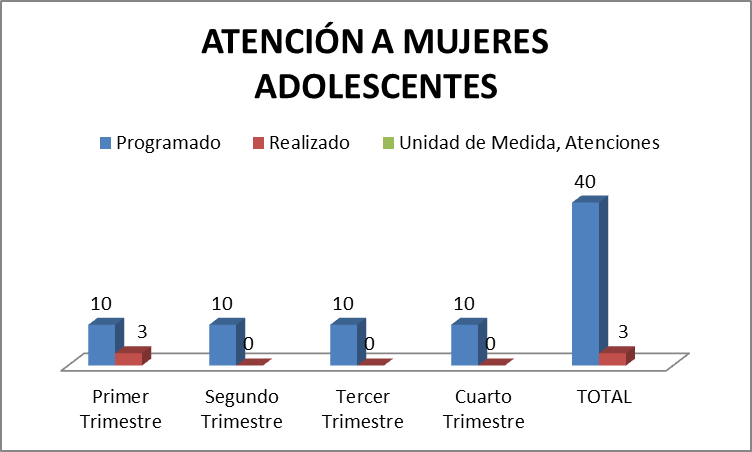 ATENCIÓN A MUJERES
ADOLESCENTES
Programado Realizado Unidad de Medida, Atenciones
40
10 10 10 10
3 0 0 0 3
Primer Segundo Tercer Cuarto TOTAL
Trimestre Trimestre Trimestre Trimestre